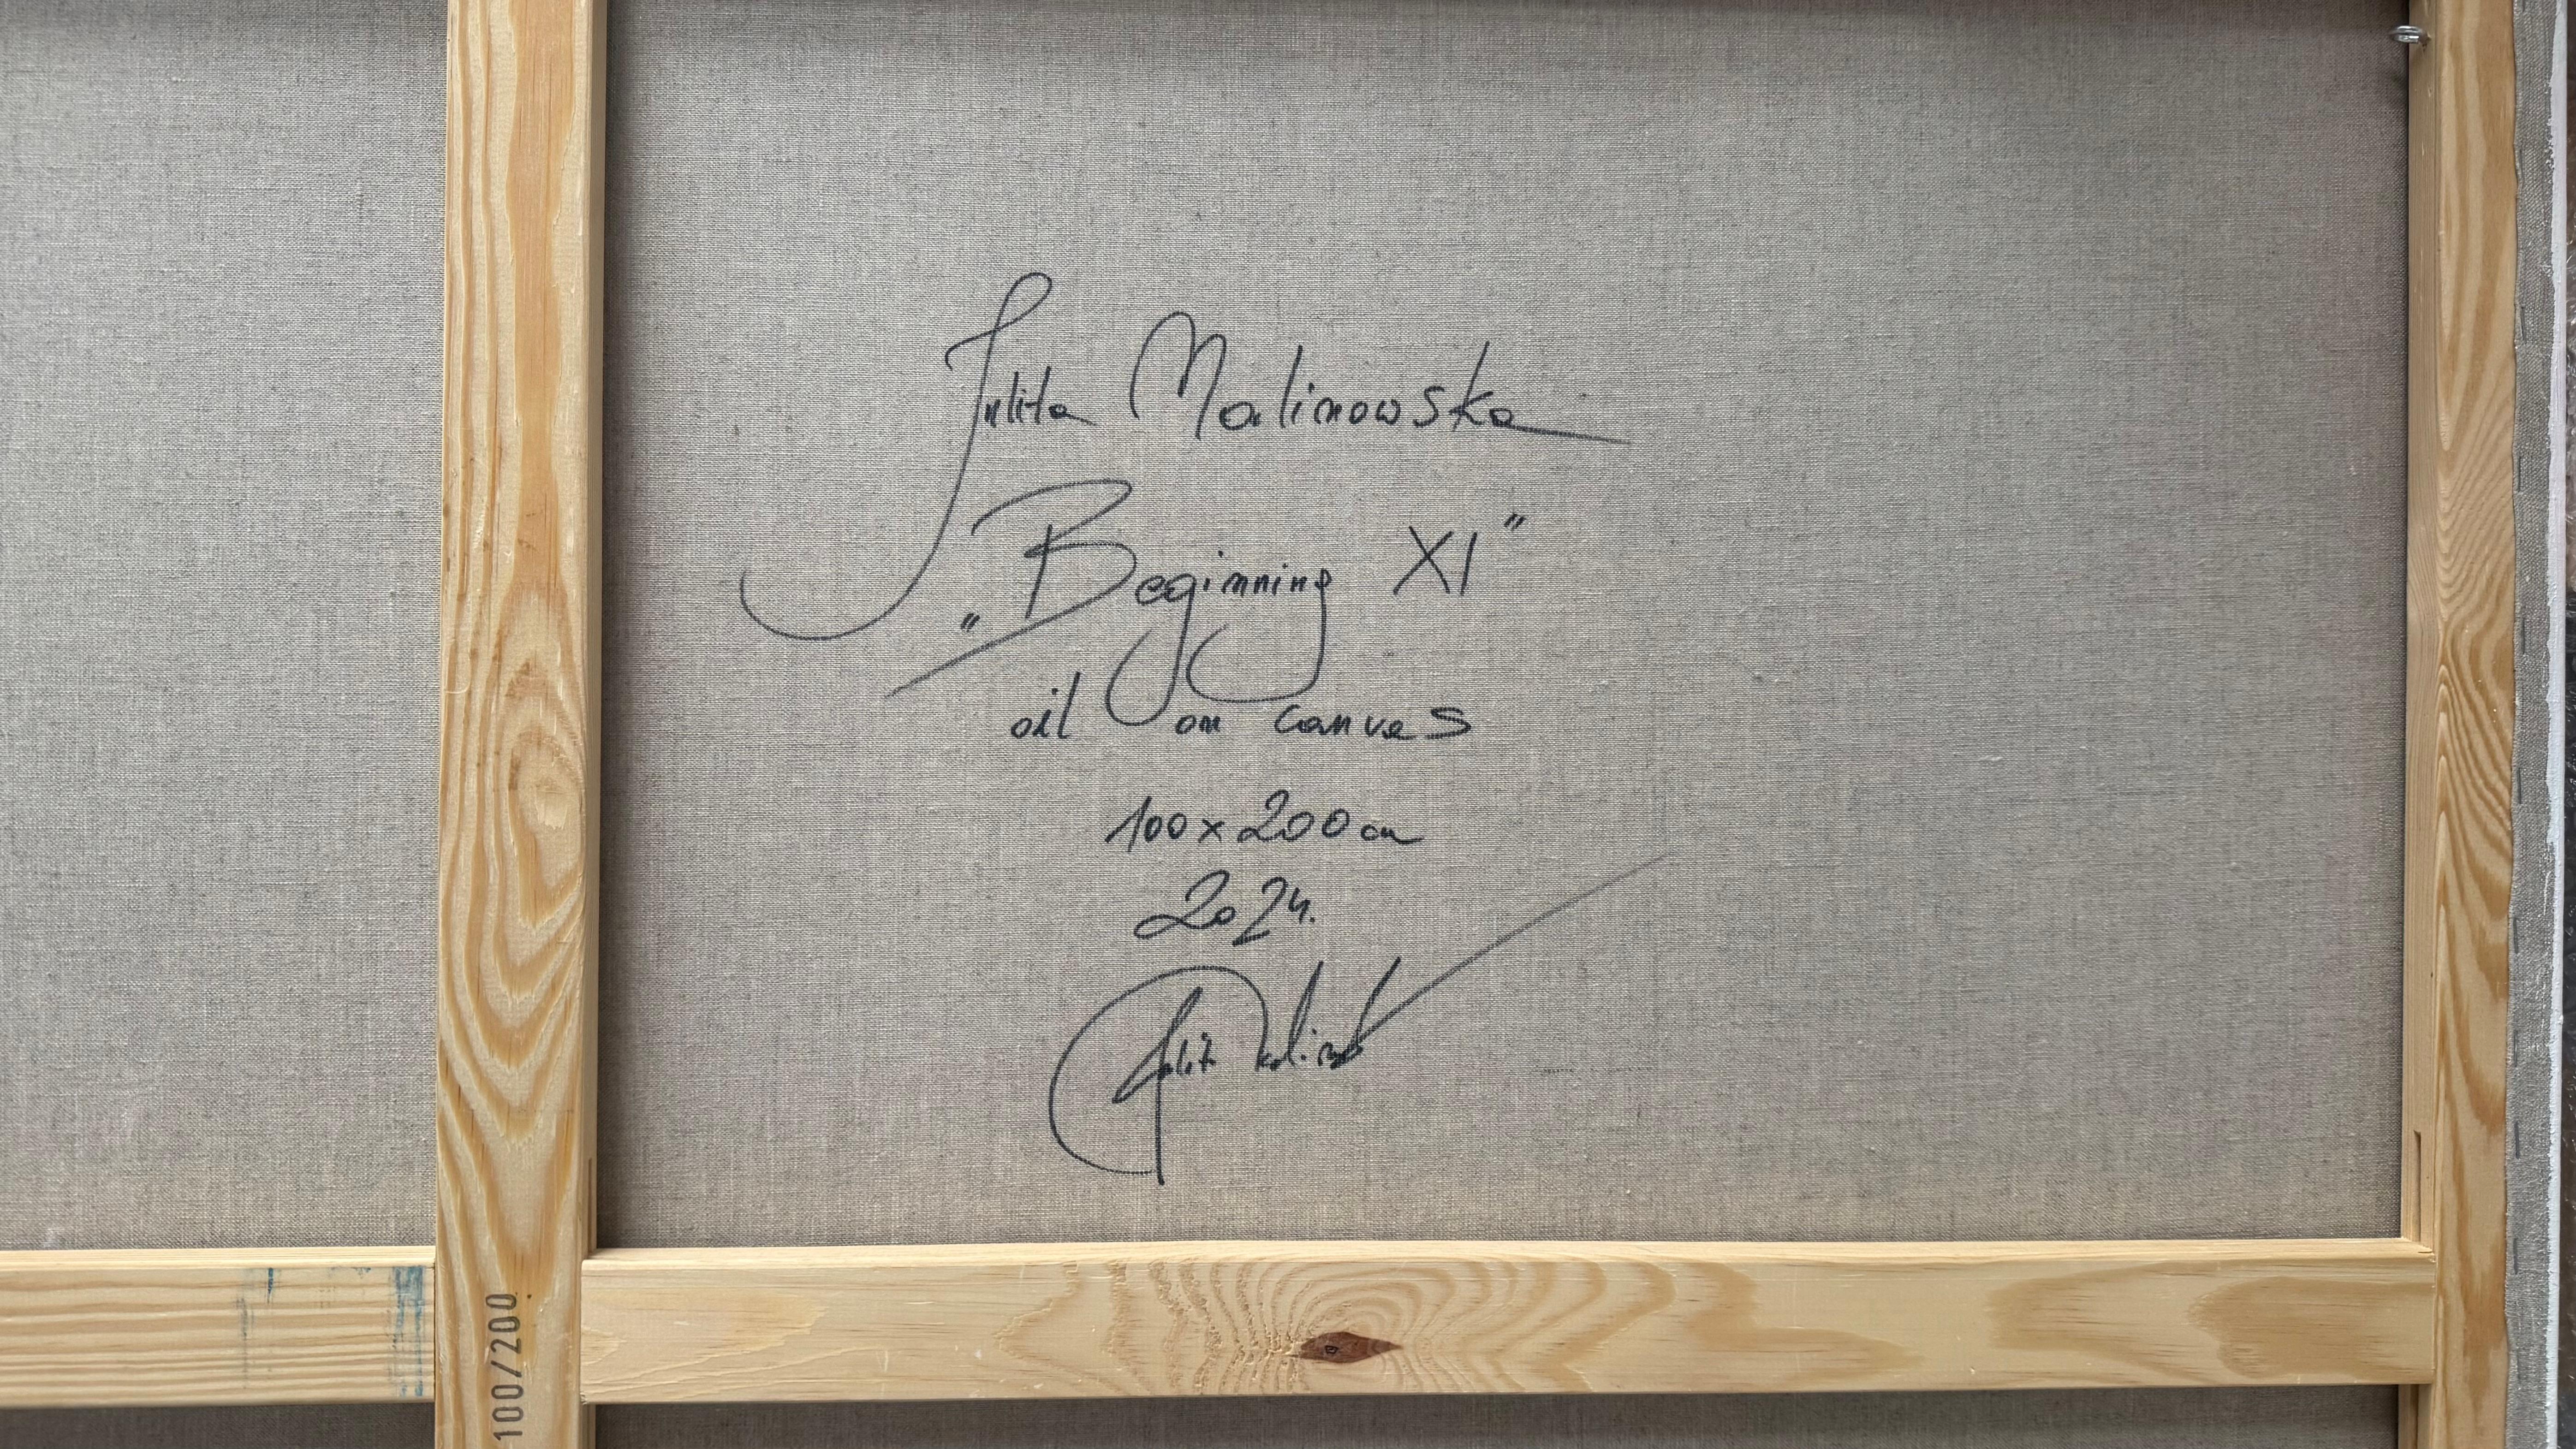 Julita Malinowska
„Beginning XI”
oil on canvas
100x200cm
2024.
100/200